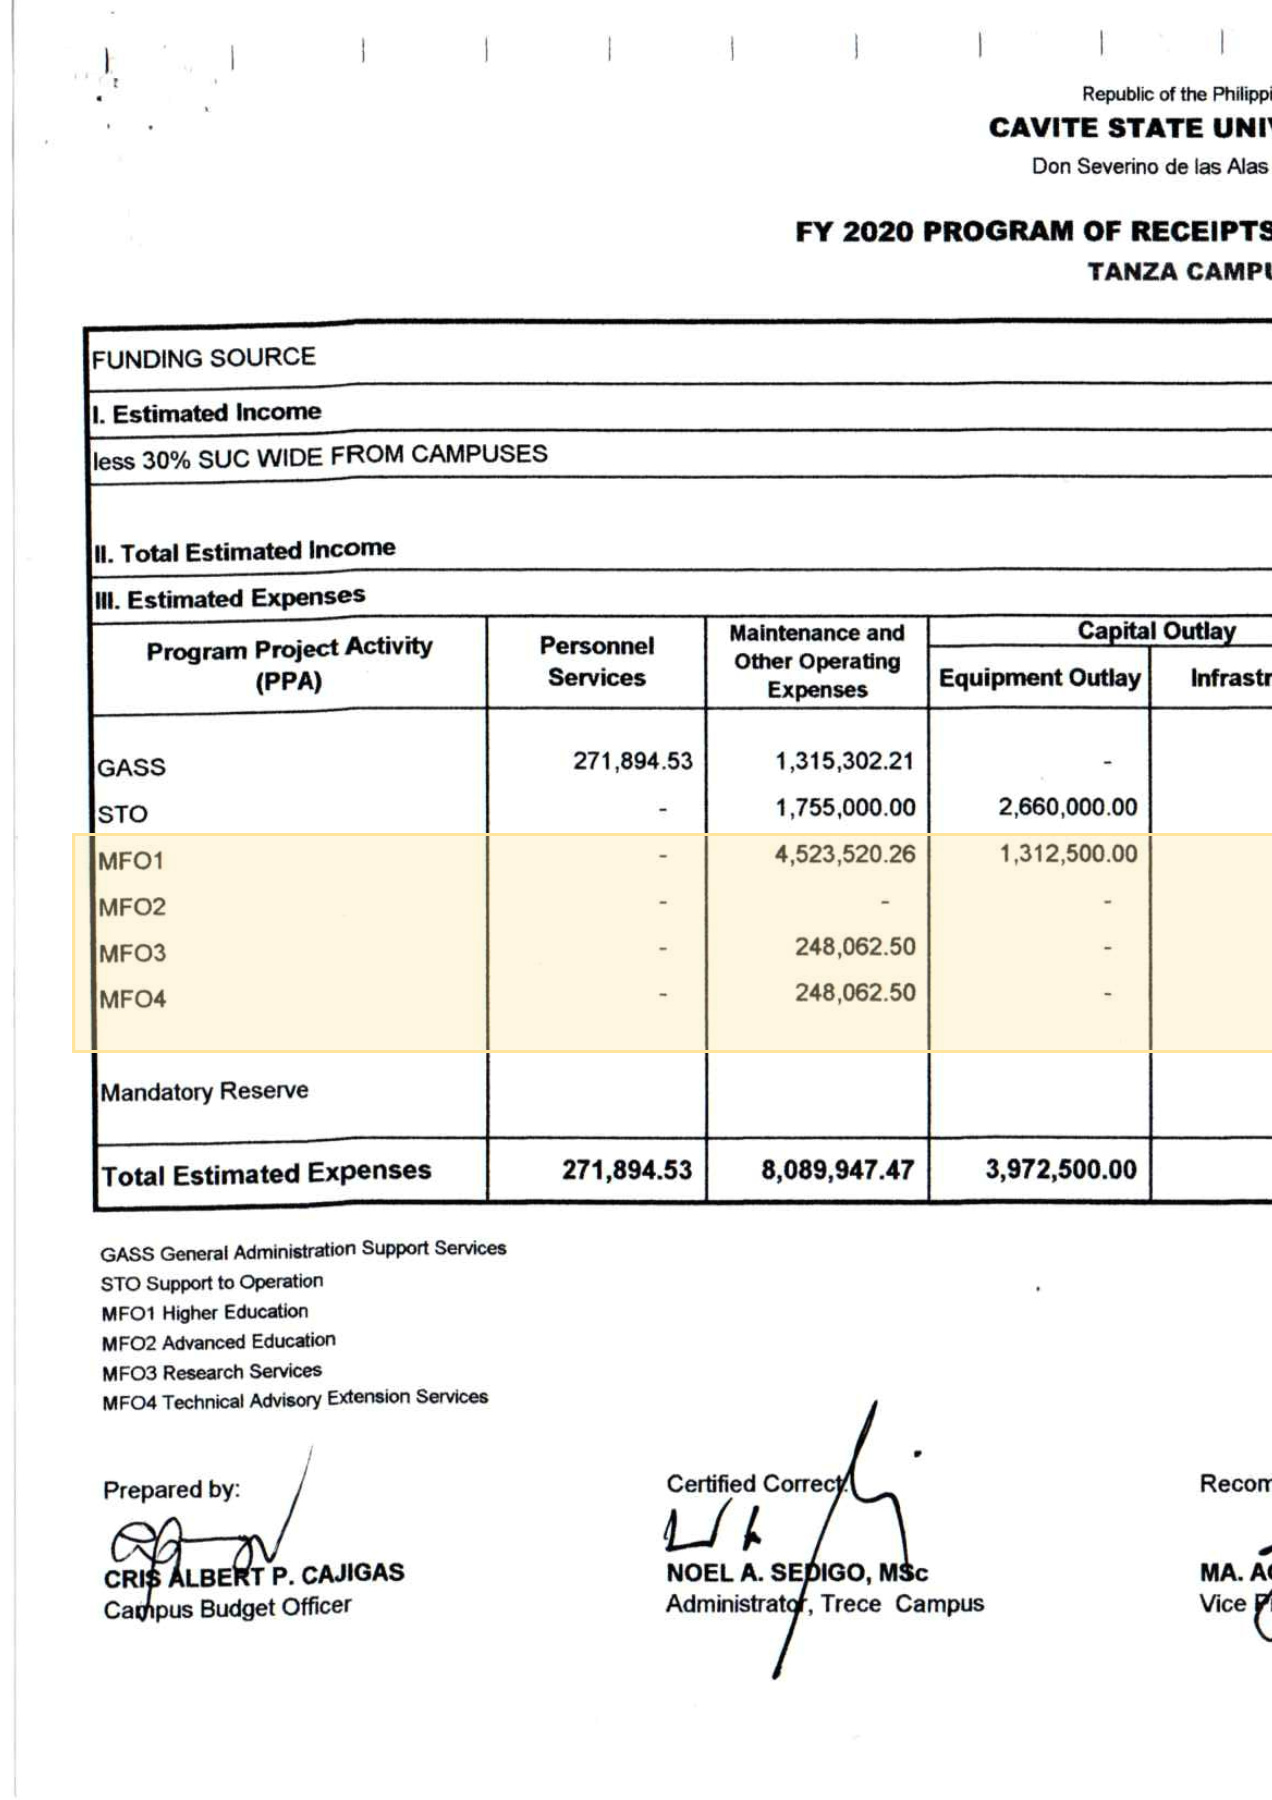 Republic of the
CAVITE STATE
Don Severino de las Alas
FY 2020 PROGRAM OF RECEIPTS
TANZA
FUNDING SOURCE
I. Estimated Income
less 30% SUC WIDE FROM CAMPUSES
II. Total Estimated Income
III. Estimated Expenses
Program Project Activity (PPA) Personnel Services Maintenance and Other Operating Expenses Capital Outlay
Equipment Outlay
GASS 271,894.53 1,315,302.21 -
STO - 1,755,000.00 2,660,000.00
MFO1 - 4,523,520.26 1,312,500.00
MFO2 - - -
MFO3 - 248,062.50 -
MFO4 - 248,062.50 -
Mandatory Reserve
Total Estimated Expenses 271,894.53 8,089,947.47 3,972,500.00
GASS General Administration Support Services
STO Support to Operation
MFO1 Higher Education
MFO2 Advanced Education
MFO3 Research Services
MFO4 Technical Advisory Extension Services
Prepared by: Certified Correct:
CRIS ALBERT P. CAJIGAS NOEL A. SEDIGO, MSc MA.
Campus Budget Officer Administrator, Trece Campus Vice